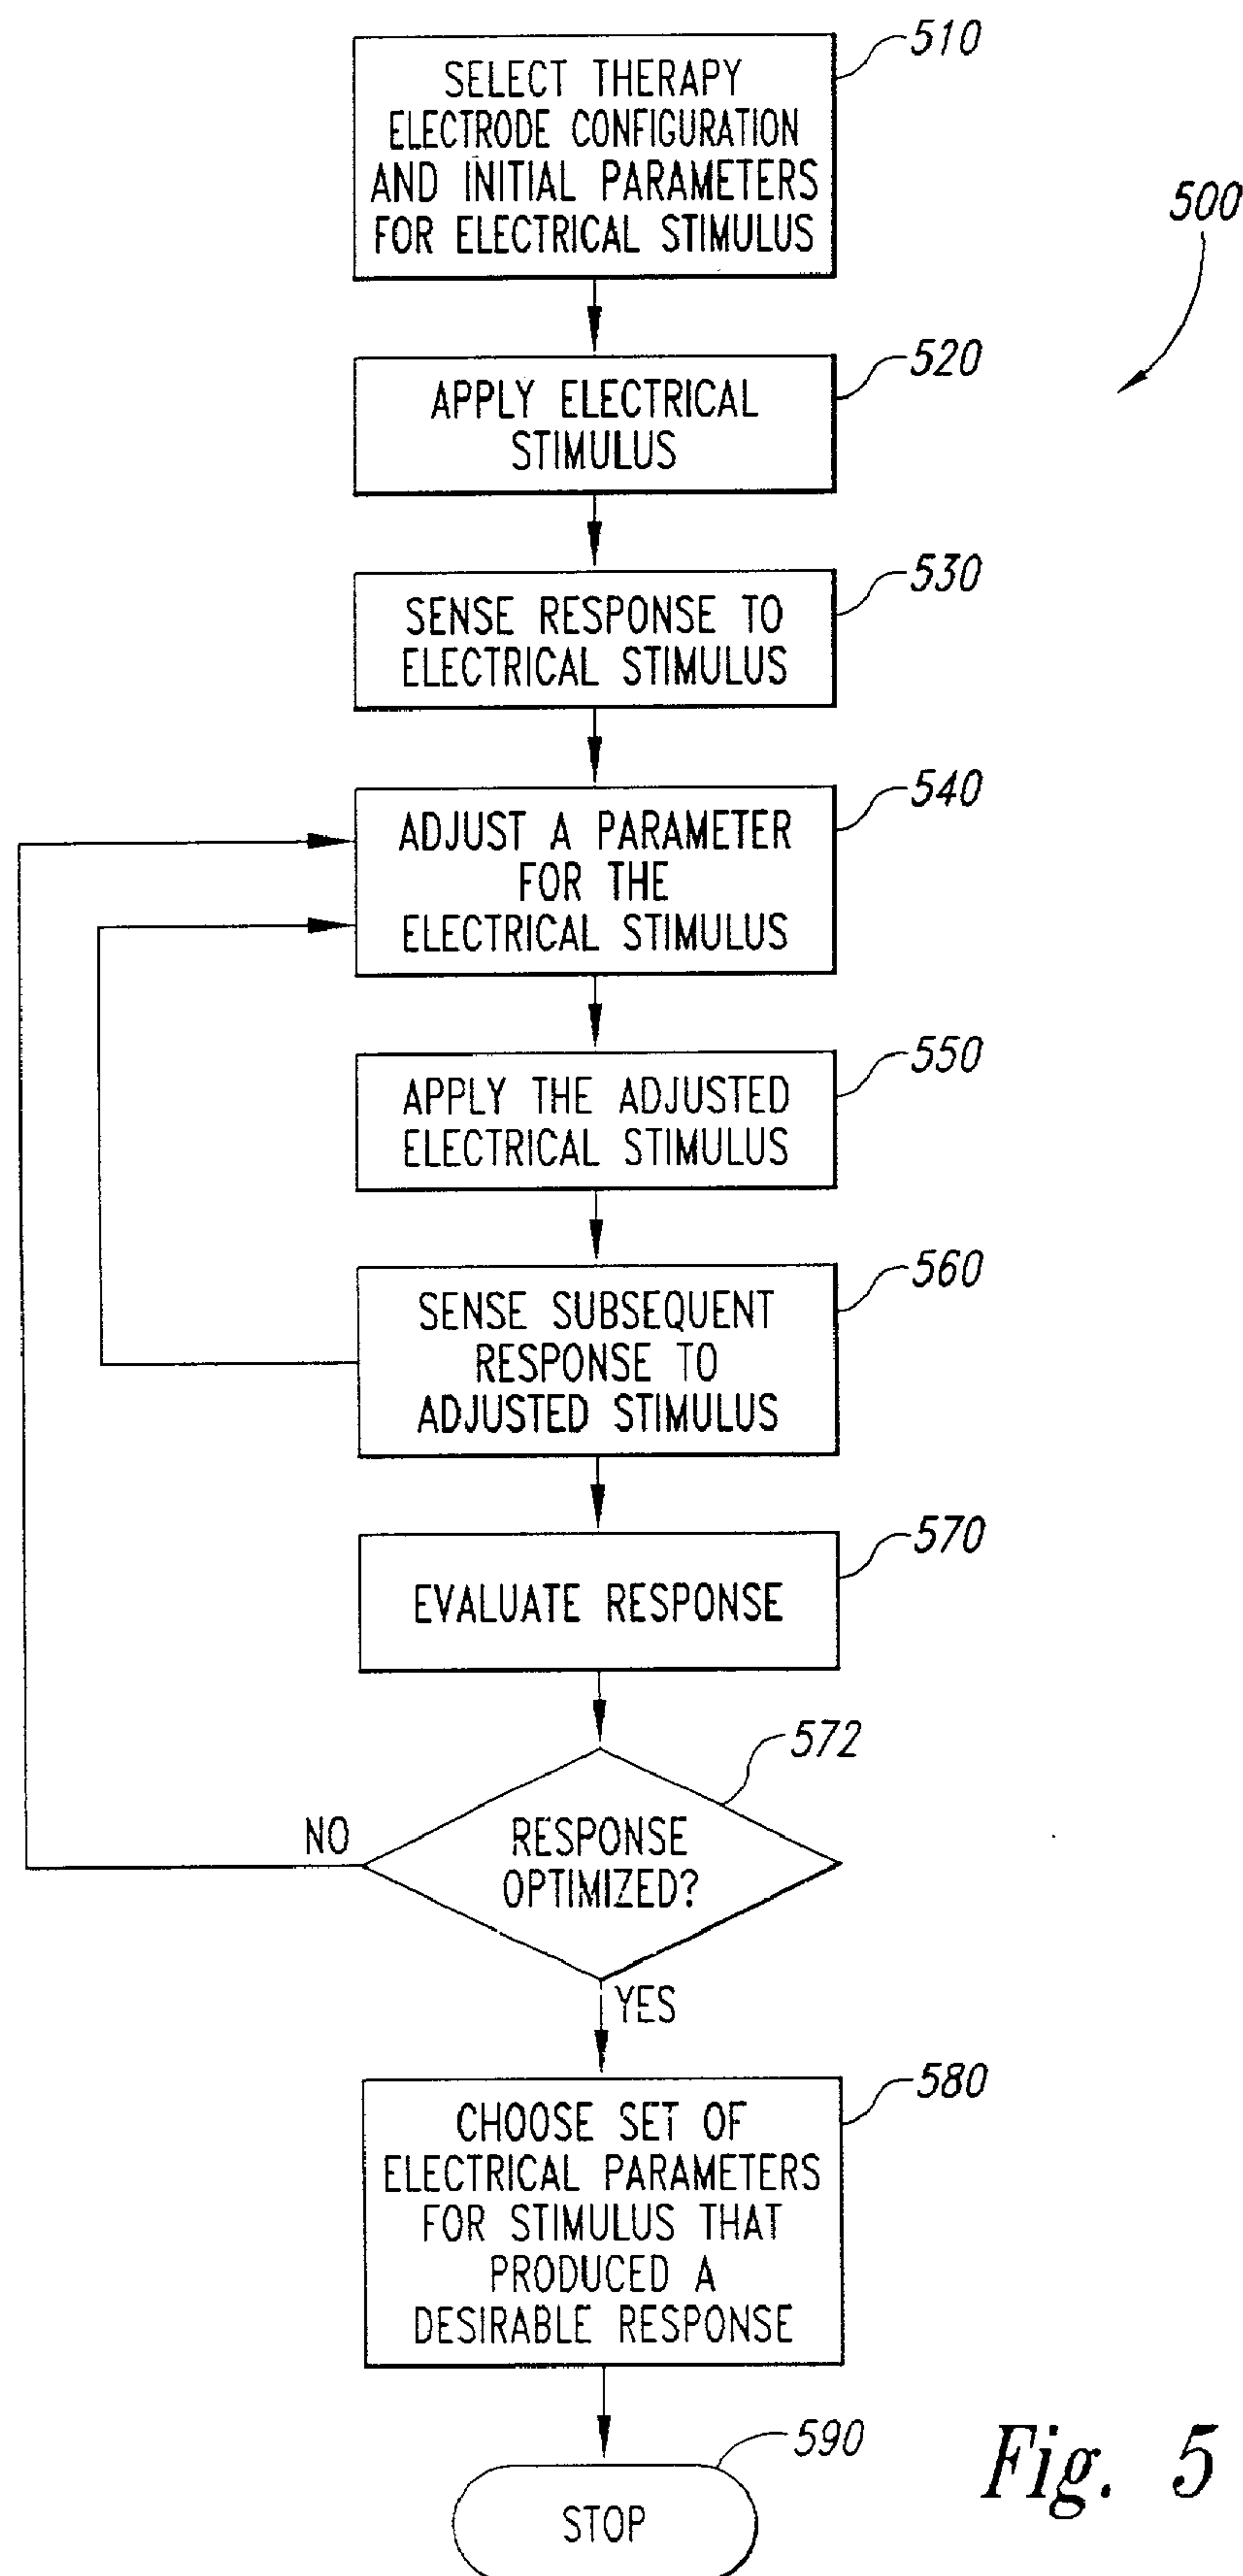 510
SELECT THERAPY
ELECTRODE CONFIGURATION
AND INITIAL PARAMETERS
FOR ELECTRICAL STIMULUS
500
520
APPLY ELECTRICAL
STIMULUS
530
SENSE RESPONSE TO
ELECTRICAL STIMULUS
540
ADJUST A PARAMETER
FOR THE
ELECTRICAL STIMULUS
550
APPLY THE ADJUSTED
ELECTRICAL STIMULUS
560
SENSE SUBSEQUENT
RESPONSE TO
ADJUSTED STIMULUS
570
EVALUATE RESPONSE
572
NO
RESPONSE
OPTIMIZED?
YES
580
CHOOSE SET OF
ELECTRICAL PARAMETERS
FOR STIMULUS THAT
PRODUCED A
DESIRABLE RESPONSE
590
STOP
Fig. 5